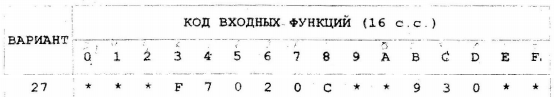 КОД ВХОДНЫХ ФУНКЦИЙ (16 с.с.)
ВАРИАНТ
0 1 2 3 4 5 6 7 8 9 A B C D E F
27 * * * F 7 0 2 0 C * * 9 3 0 * *